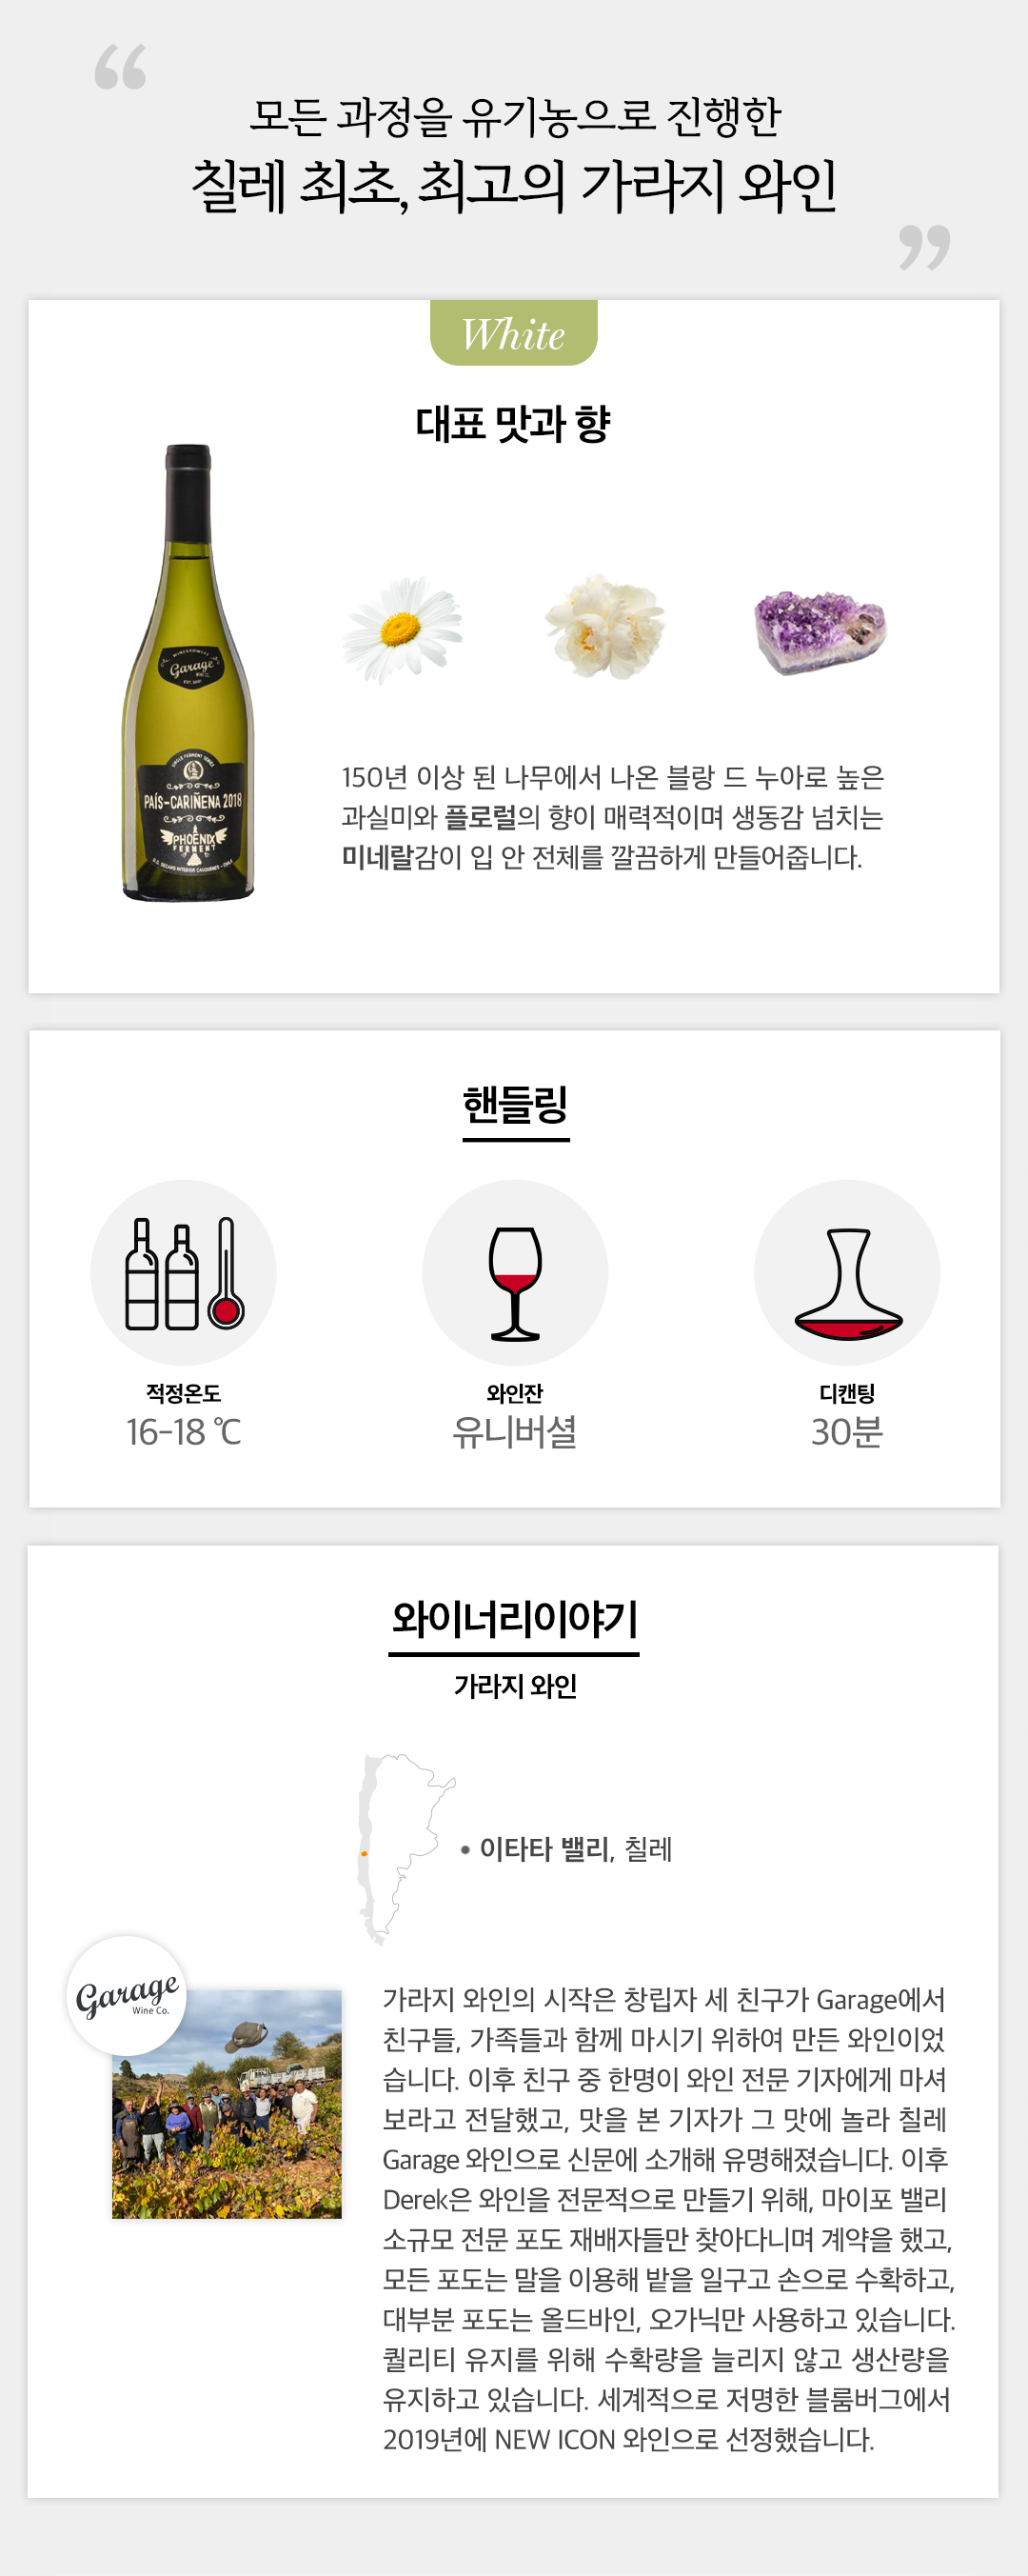 “
모든 과정을 유기농으로 진행한
칠레 최초, 최고의 가라지 와인
”
White
대표 맛과 향
WINEGROWERS
Garage
WINE CO.
EST. 2001
SINGLE FERMENT SERIES
PAÍS-CARIÑENA 2018
PHOENIX
FERMENT
D.O. SECANO INTERIOR CAUQUENES - CHILE
150년 이상 된 나무에서 나온 블랑 드 누아로 높은
과실미와 플로럴의 향이 매력적이며 생동감 넘치는
미네랄감이 입 안 전체를 깔끔하게 만들어줍니다.
핸들링
적정온도
16-18 ℃
와인잔
유니버셜
디캔팅
30분
와이너리이야기
가라지 와인
• 이타타 밸리, 칠레
Garage
Wine Co.
가라지 와인의 시작은 창립자 세 친구가 Garage에서
친구들, 가족들과 함께 마시기 위하여 만든 와인이었
습니다. 이후 친구 중 한명이 와인 전문 기자에게 마셔
보라고 전달했고, 맛을 본 기자가 그 맛에 놀라 칠레
Garage 와인으로 신문에 소개해 유명해졌습니다. 이후
Derek은 와인을 전문적으로 만들기 위해, 마이포 밸리
소규모 전문 포도 재배자들만 찾아다니며 계약을 했고,
모든 포도는 말을 이용해 밭을 일구고 손으로 수확하고,
대부분 포도는 올드바인, 오가닉만 사용하고 있습니다.
퀄리티 유지를 위해 수확량을 늘리지 않고 생산량을
유지하고 있습니다. 세계적으로 저명한 블룸버그에서
2019년에 NEW ICON 와인으로 선정했습니다.